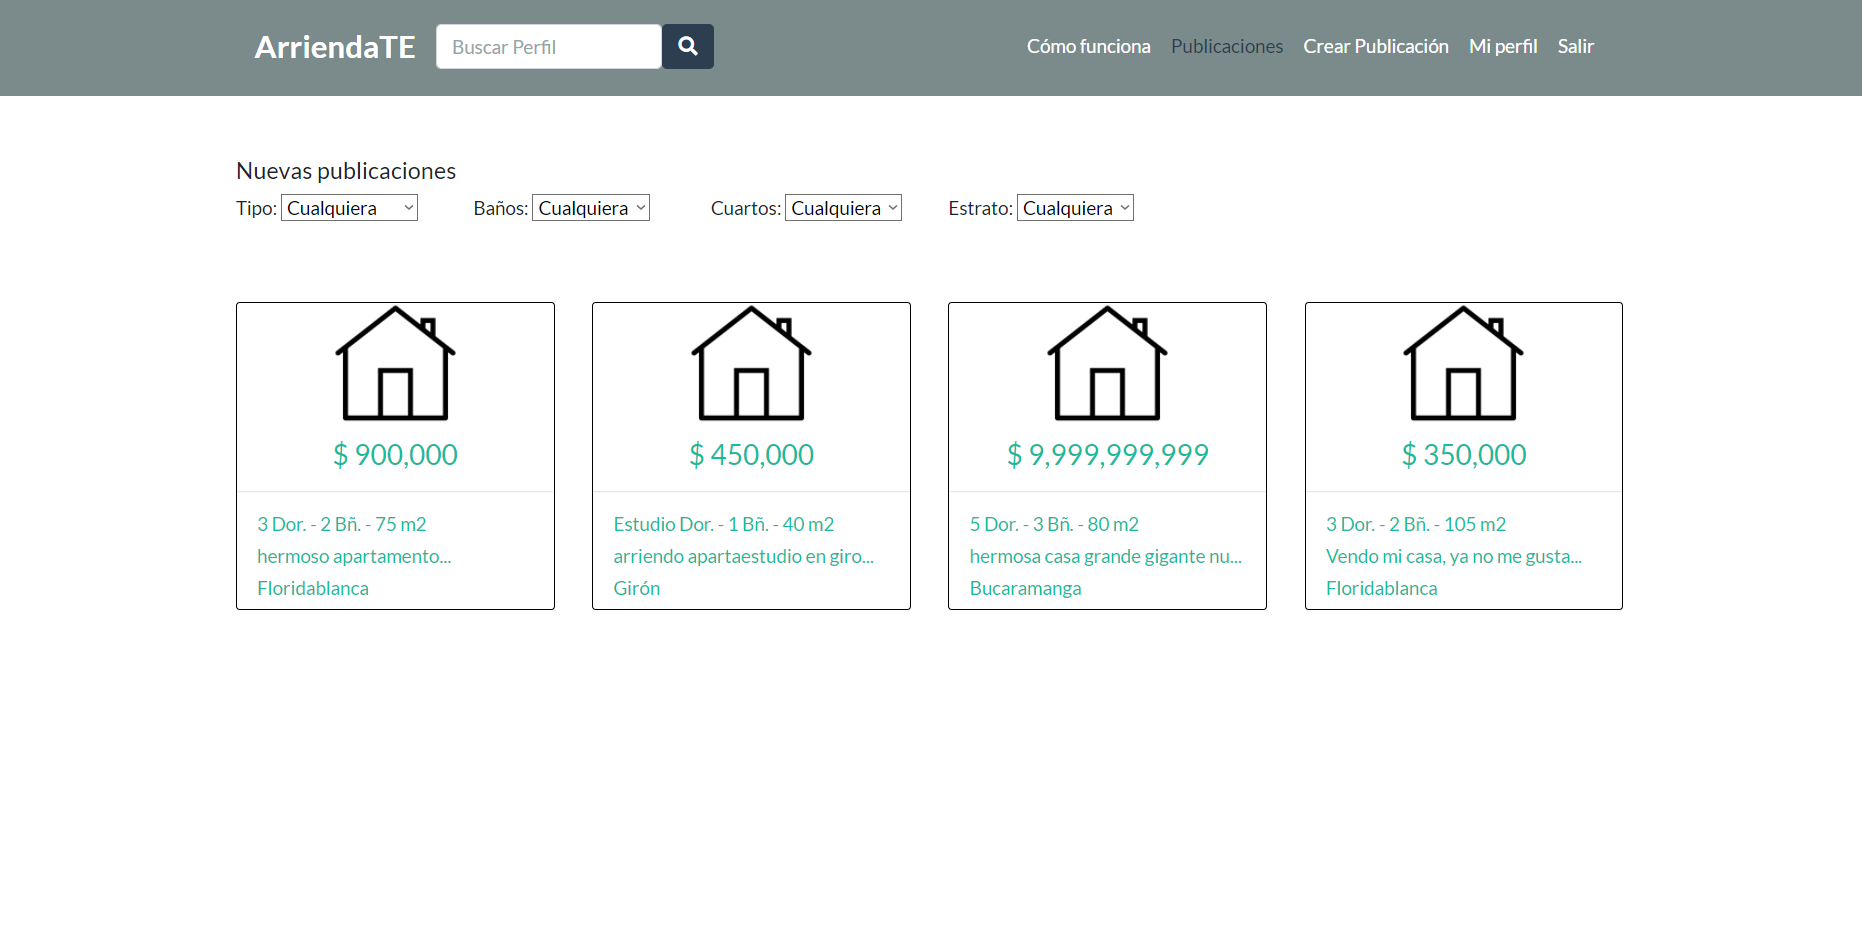 ArriendaTE Buscar Perfil Cómo funciona Publicaciones Crear Publicación Mi perfil Salir
Nuevas publicaciones
Tipo: Cualquiera Baños: Cualquiera Cuartos: Cualquiera Estrato: Cualquiera
$ 900,000
3 Dor. - 2 Bñ. - 75 m2
hermoso apartamento...
Floridablanca
$ 450,000
Estudio Dor. - 1 Bñ. - 40 m2
arriendo apartaestudio en giro...
Girón
$ 9,999,999,999
5 Dor. - 3 Bñ. - 80 m2
hermosa casa grande gigante nu...
Bucaramanga
$ 350,000
3 Dor. - 2 Bñ. - 105 m2
Vendo mi casa, ya no me gusta...
Floridablanca